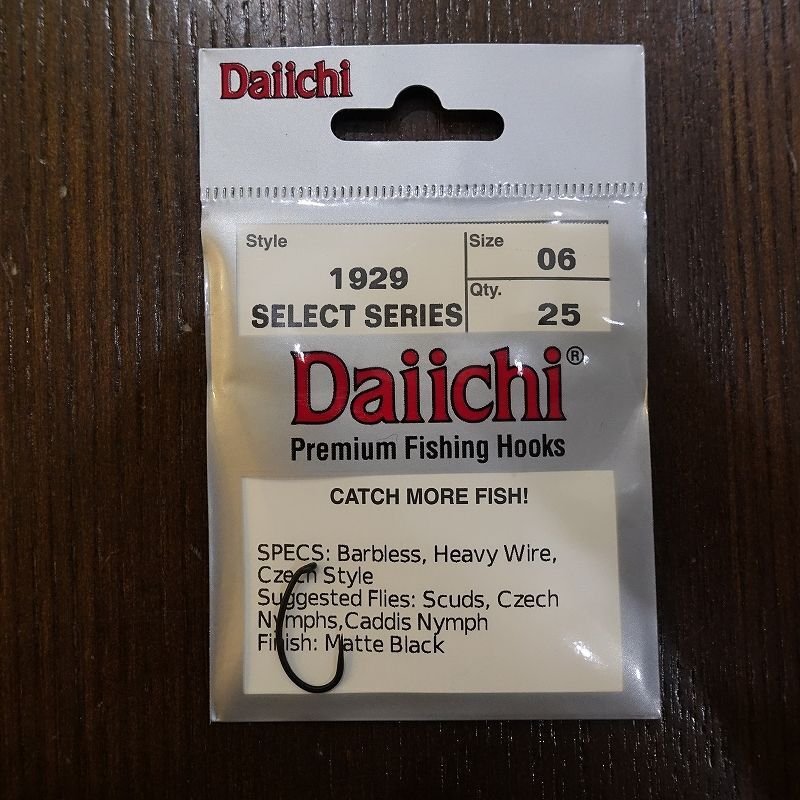 Daiichi
Style
1929
SELECT SERIES
Size
06
Qty.
25
Daiichi®
Premium Fishing Hooks
CATCH MORE FISH!
SPECS: Barbless, Heavy Wire,
Czech Style
Suggested Flies: Scuds, Czech
Nymphs,Caddis Nymph
Finish: Matte Black